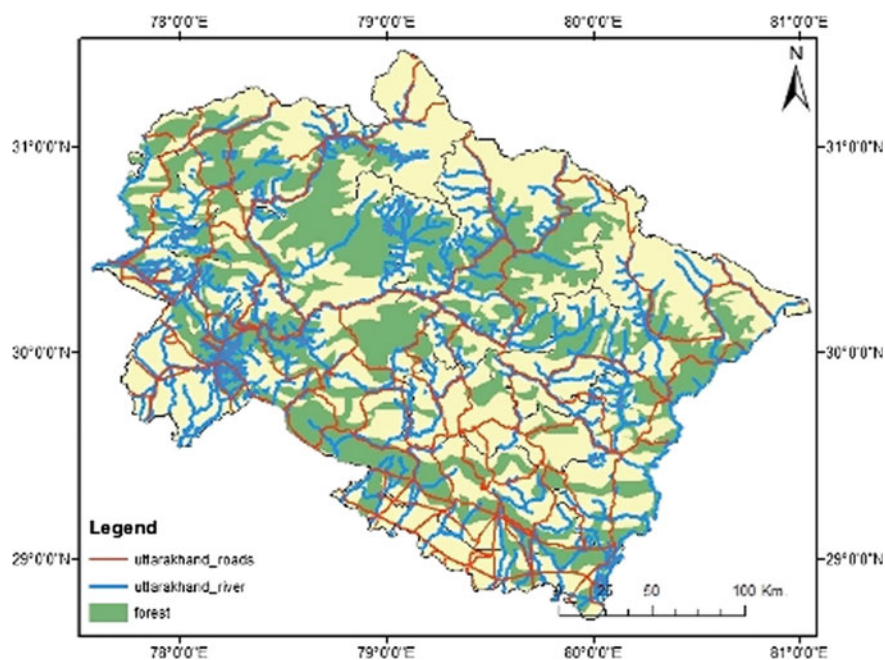 78°0'0"E 79°0'0"E 80°0'0"E 81°0'0"E
N
31°0'0"N 31°0'0"N
30°0'0"N 30°0'0"N
29°0'0"N 29°0'0"N
Legend
uttarakhand_roads
uttarakhand_river
forest
0 25 50 100 Km.
78°0'0"E 79°0'0"E 80°0'0"E 81°0'0"E